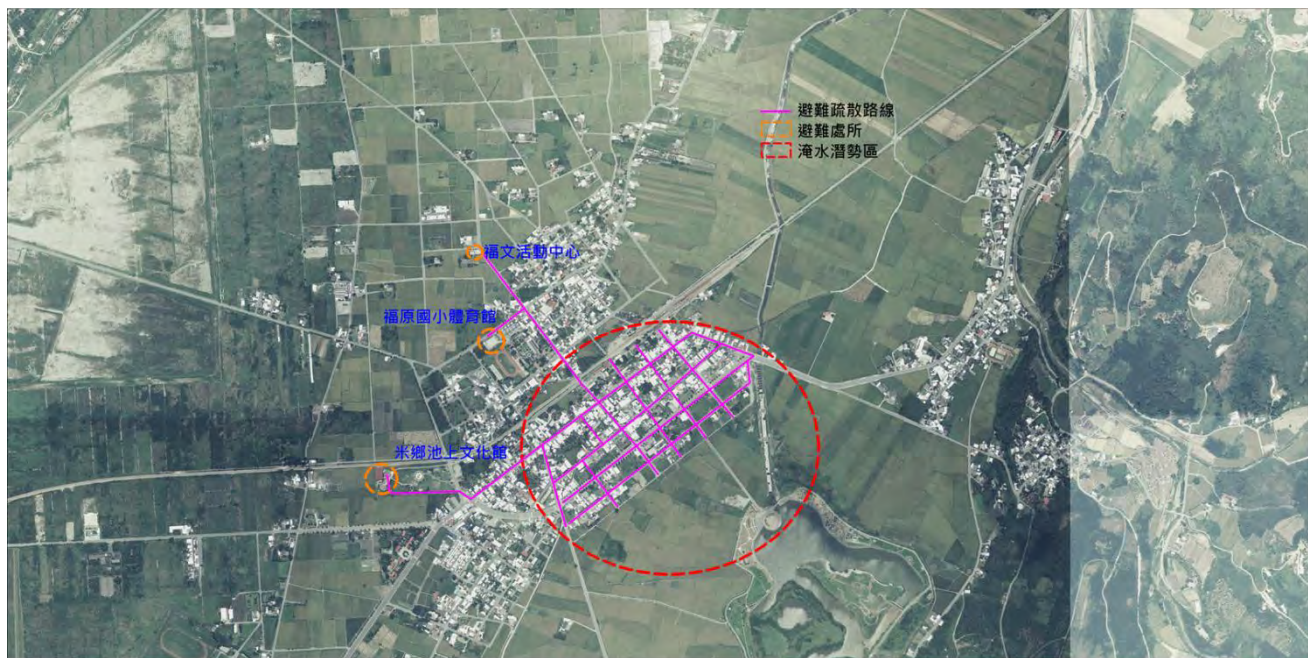 避難疏散路線
避難處所
淹水潛勢區
福文活動中心
福原國小體育館
米鄉池上文化館